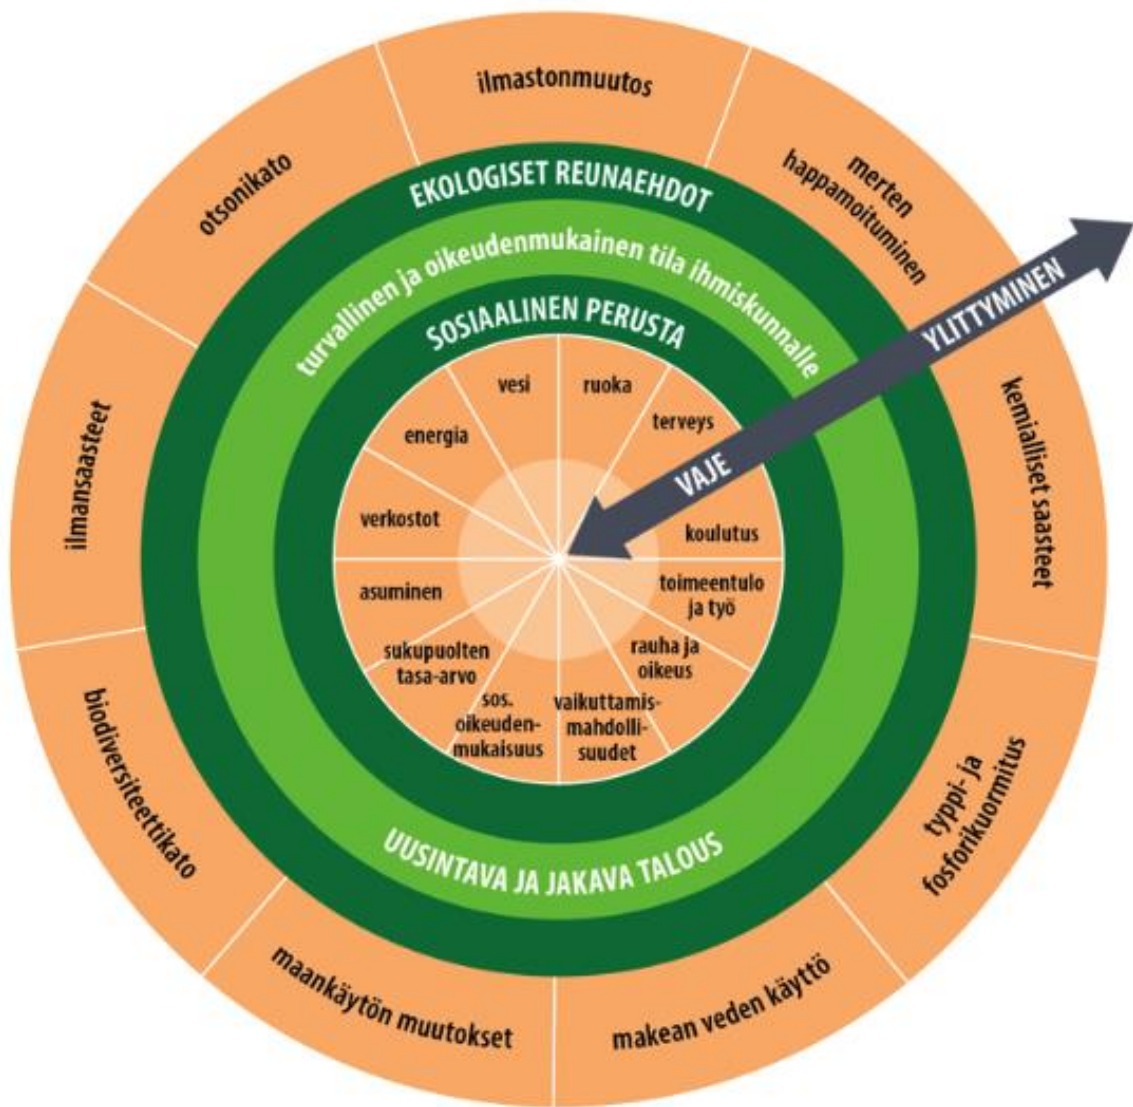 ilmastonmuutos
merten
happamoituminen
kemialliset saasteet
typpi- ja
fosforikuormitus
makean veden käyttö
maankäytön muutokset
biodiversiteettikato
ilmansaasteet
otsonikato
EKOLOGISET REUNAEHDOT
turvallinen ja oikeudenmukainen tila ihmiskunnalle
SOSIAALINEN PERUSTA
YLITTYMINEN
VAJE
vesi
ruoka
terveys
koulutus
toimeentulo
ja työ
rauha ja
oikeus
vaikuttamis-
mahdolli-
suudet
sos.
oikeuden-
mukaisuus
sukupuolten
tasa-arvo
asuminen
verkostot
energia
UUSINTAVA JA JAKAVA TALOUS